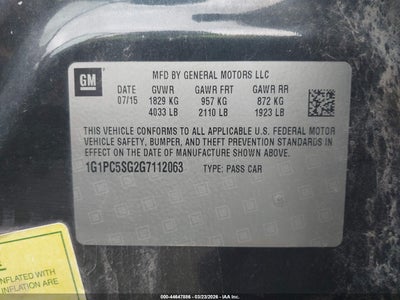 GM
MFD BY GENERAL MOTORS LLC
DATE GVWR GAWR FRT GAWR RR
07/15 1829 KG 957 KG 872 KG
4033 LB 2110 LB 1923 LB
THIS VEHICLE CONFORMS TO ALL APPLICABLE U.S. FEDERAL MOTOR
VEHICLE SAFETY, BUMPER, AND THEFT PREVENTION STANDARDS
IN EFFECT ON THE DATE OF MANUFACTURE SHOWN ABOVE.
1G1PC5SG2G7112063 TYPE: PASS CAR
INFLATED WITH
INFLATION ARE
000-44647886 - 03/23/2026 - IAAI.COM